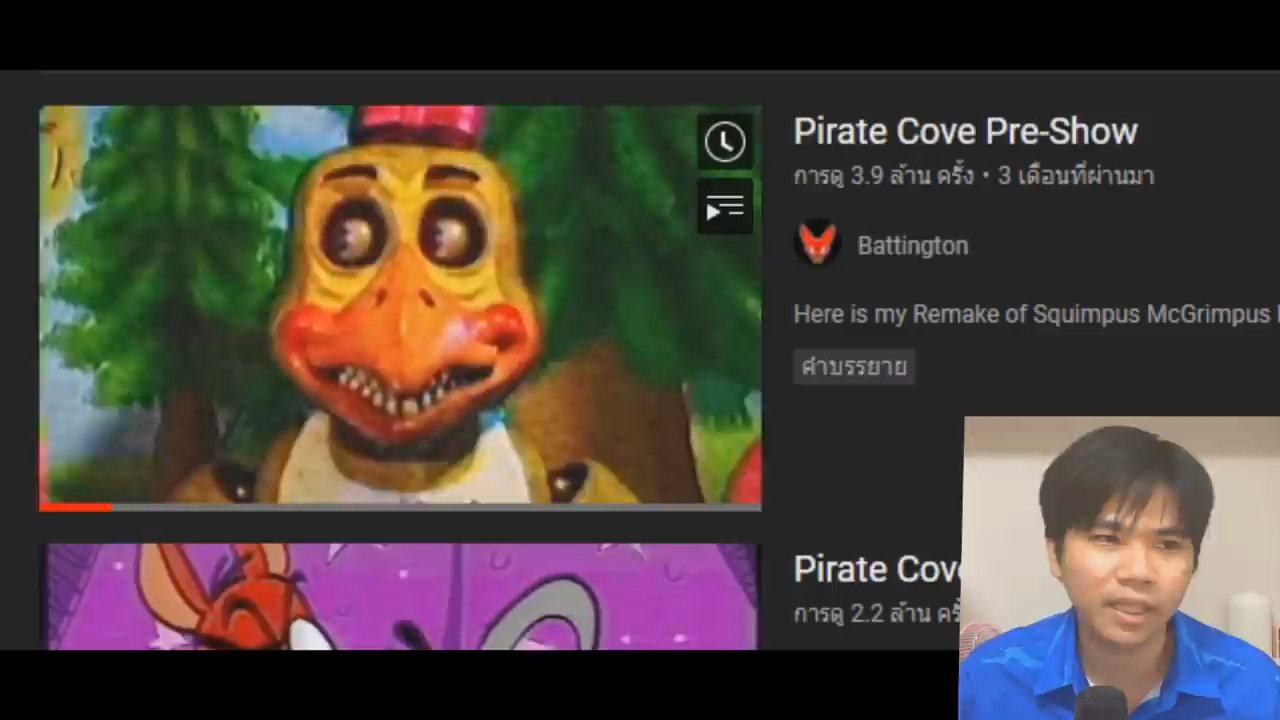 Pirate Cove Pre-Show
การดู 3.9 ล้าน ครั้ง • 3 เดือนที่ผ่านมา
Battington
Here is my Remake of Squimpus McGrimpus
คำบรรยาย
Pirate Cove
การดู 2.2 ล้าน